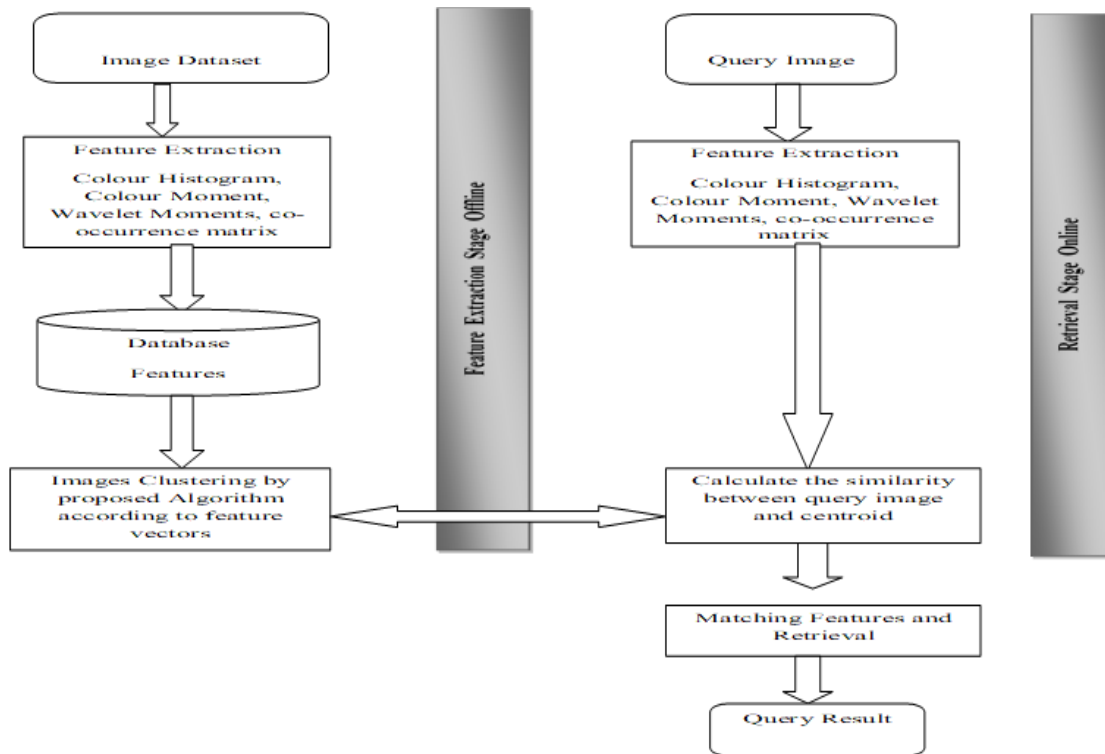 Image Dataset
Feature Extraction
Colour Histogram,
Colour Moment,
Wavelet Moments, co-
occurrence matrix
Database
Features
Images Clustering by
proposed Algorithm
according to feature
vectors
Feature Extraction Stage Offline
Query Image
Feature Extraction
Colour Histogram,
Colour Moment, Wavelet
Moments, co-occurrence
matrix
Calculate the similarity
between query image
and centroid
Matching Features and
Retrieval
Query Result
Retrieval Stage Online